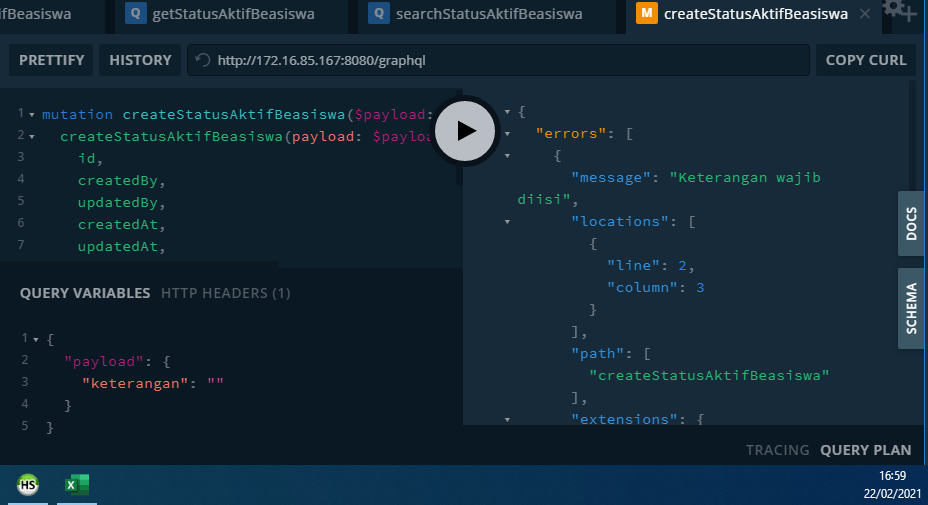 ifBeasiswa
Q getStatusAktifBeasiswa
Q searchStatusAktifBeasiswa
M createStatusAktifBeasiswa
PRETTIFY
HISTORY
http://172.16.85.167:8080/graphql
COPY CURL
1 mutation createStatusAktifBeasiswa($payload:
2 createStatusAktifBeasiswa(payload: $paylo
3 id,
4 createdBy,
5 updatedBy,
6 createdAt,
7 updatedAt,
QUERY VARIABLES
HTTP HEADERS (1)
1 {
2 "payload": {
3 "keterangan": ""
4 }
5 }
{
"errors": [
{
"message": "Keterangan wajib
diisi",
"locations": [
{
"line": 2,
"column": 3
}
],
"path": [
"createStatusAktifBeasiswa"
],
"extensions": {
DOCS
SCHEMA
TRACING
QUERY PLAN
HS
X
16:59
22/02/2021